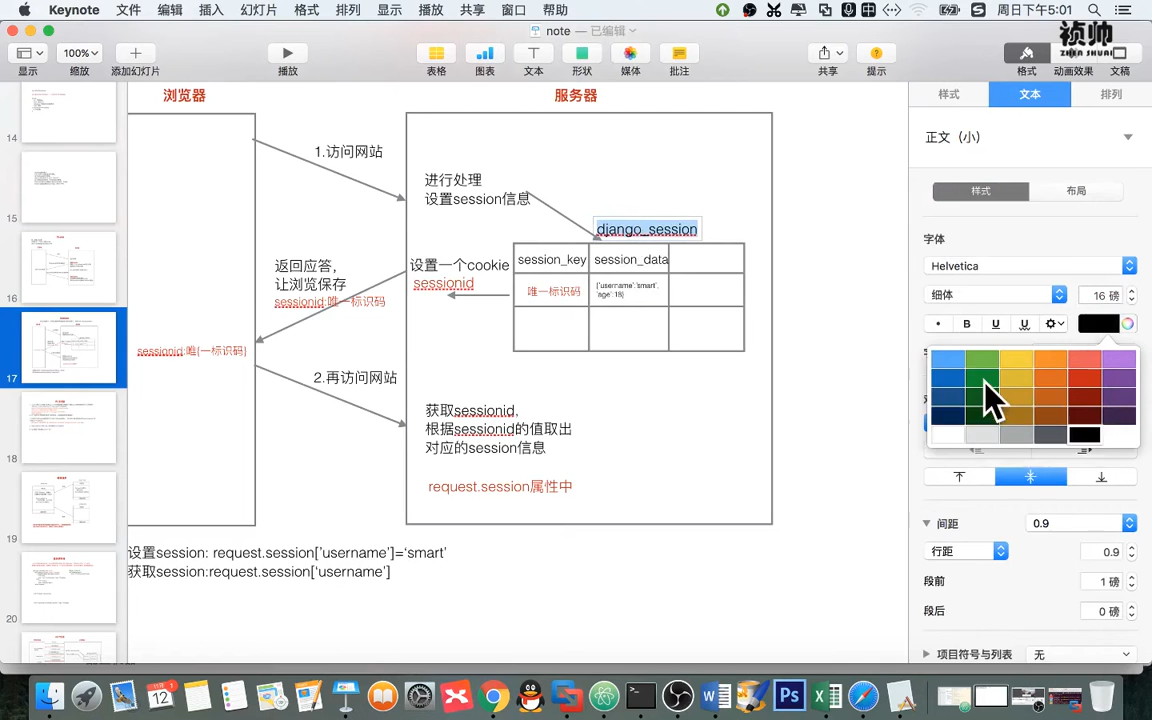 Keynote 文件 编辑 插入 幻灯片 格式 排列 显示 播放 共享 窗口 帮助 周日下午5:01
note — 已编辑
祯帅
ZHEN SHUAI
100%
显示 缩放 添加幻灯片 播放 表格 图表 文本 形状 媒体 批注 共享 提示 格式 动画效果 文稿
浏览器 服务器
样式 文本 排列
14
15
16
17
18
19
20
1.访问网站
进行处理
设置session信息
django_session
session_key session_data
唯一标识码 {'username':'smart',
'age':18}
设置一个cookie
sessionid
返回应答,
让浏览保存
sessionid:唯一标识码
sessionid:唯{一标识码}
2.再访问网站
获取sessionid,
根据sessionid的值取出
对应的session信息
request.session属性中
设置session: request.session['username']=‘smart’
获取session:request.session['username']
正文（小）
样式 布局
字体
Helvetica
细体 16 磅
B U U
间距 0.9
行距 0.9
段前 1 磅
段后 0 磅
项目符号与列表 无
12
Ps